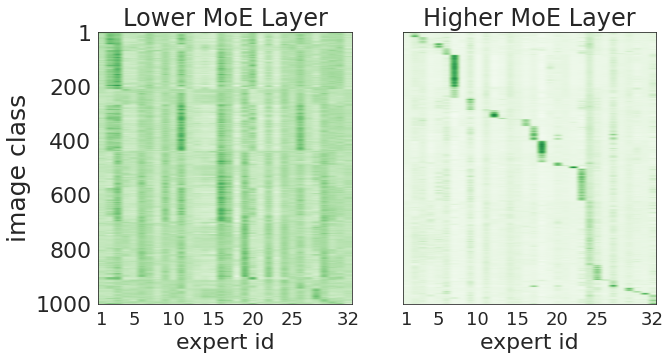 Lower MoE Layer
Higher MoE Layer
image class
1
200
400
600
800
1000
1 5 10 15 20 25 32
1 5 10 15 20 25 32
expert id
expert id